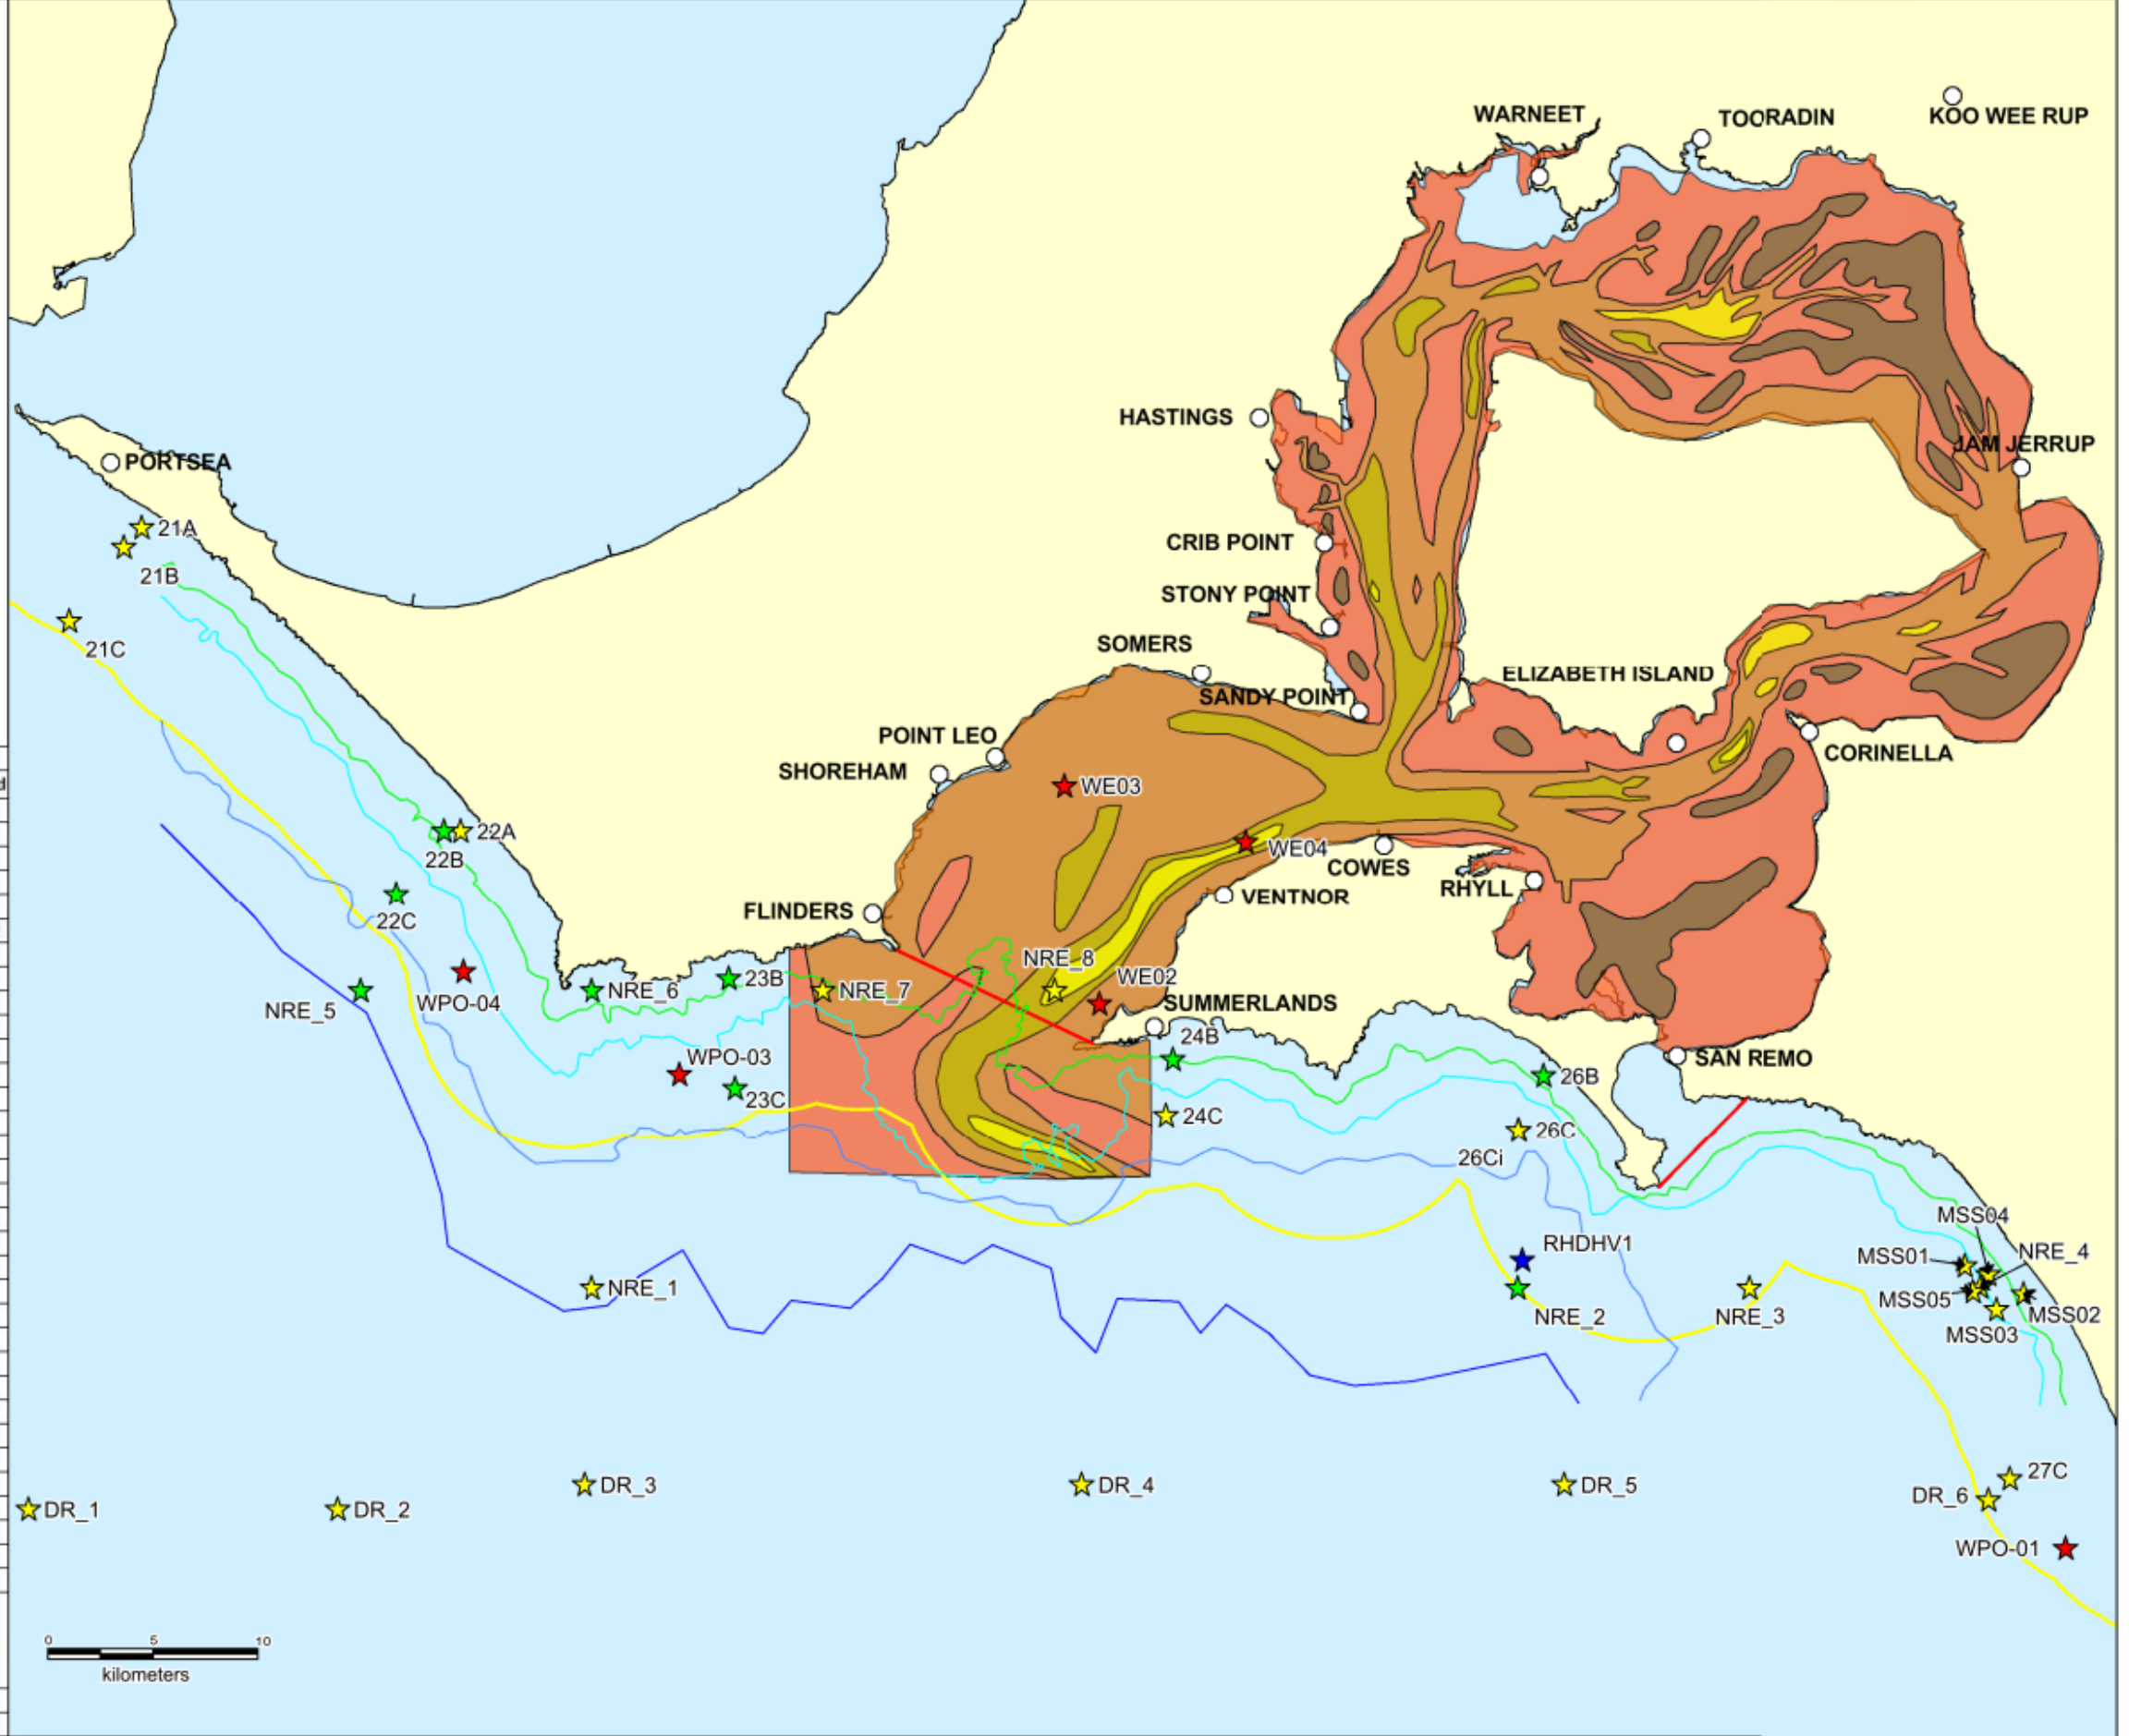 WARNEET
TOORADIN
KOO WEE RUP
HASTINGS
JAM JERRUP
PORTSEA
21A
CRIB POINT
21B
STONY POINT
21C
SOMERS
ELIZABETH ISLAND
SANDY POINT
POINT LEO
CORINELLA
SHOREHAM
WE03
22A
WE04
22B
COWES
RHYLL
VENTNOR
FLINDERS
22C
NRE_8
WE02
23B
NRE_6
NRE_7
WPO-04
SUMMERLANDS
NRE_5
24B
WPO-03
SAN REMO
26B
23C
24C
26C
26Ci
MSS04
RHDHV1
MSS01
NRE_4
NRE_1
MSS05
NRE_2
NRE_3
MSS02
MSS03
27C
DR_3
DR_4
DR_5
DR_6
DR_1
DR_2
WPO-01
0 5 10
kilometers